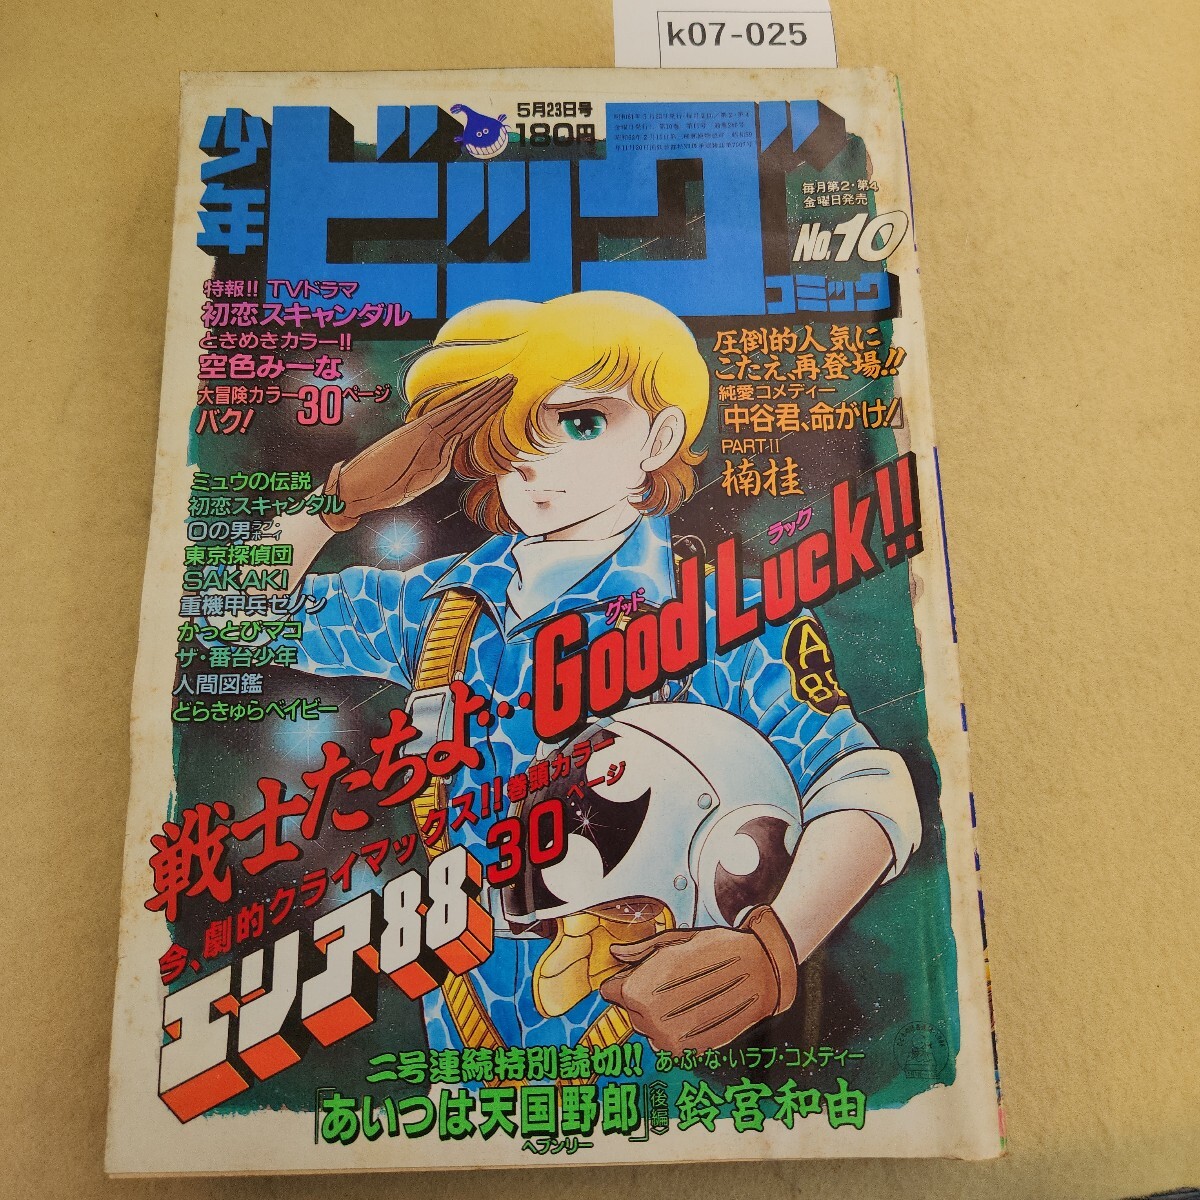 k07-025
少年
ビッグ
コミック
5月23日号
180円
毎月第2・第4
金曜日発売
No.10
特報!! TVドラマ
初恋スキャンダル
ときめきカラー!!
空色みーな
大冒険カラー30ページ
バク!
圧倒的人気に
こたえ、再登場!!
純愛コメディー
「中谷君、命がけ!」
PART II
楠桂
ミュウの伝説
初恋スキャンダル
Oの男
ラブ・ボーイ
東京探偵団
SAKAKI
重機甲兵ゼノン
かっとびマコ
ザ・番台少年
人間図鑑
どらきゅらベイビー
戦士たちよ…Good Luck!!
グッド
ラック
今、劇的クライマックス!!巻頭カラー
30ページ
エリア88
A
88
二号連続特別読切!!
あ・ぶ・な・いラブ・コメディー
「あいつは天国野郎」〈後編〉鈴宮和由
ヘブンリー